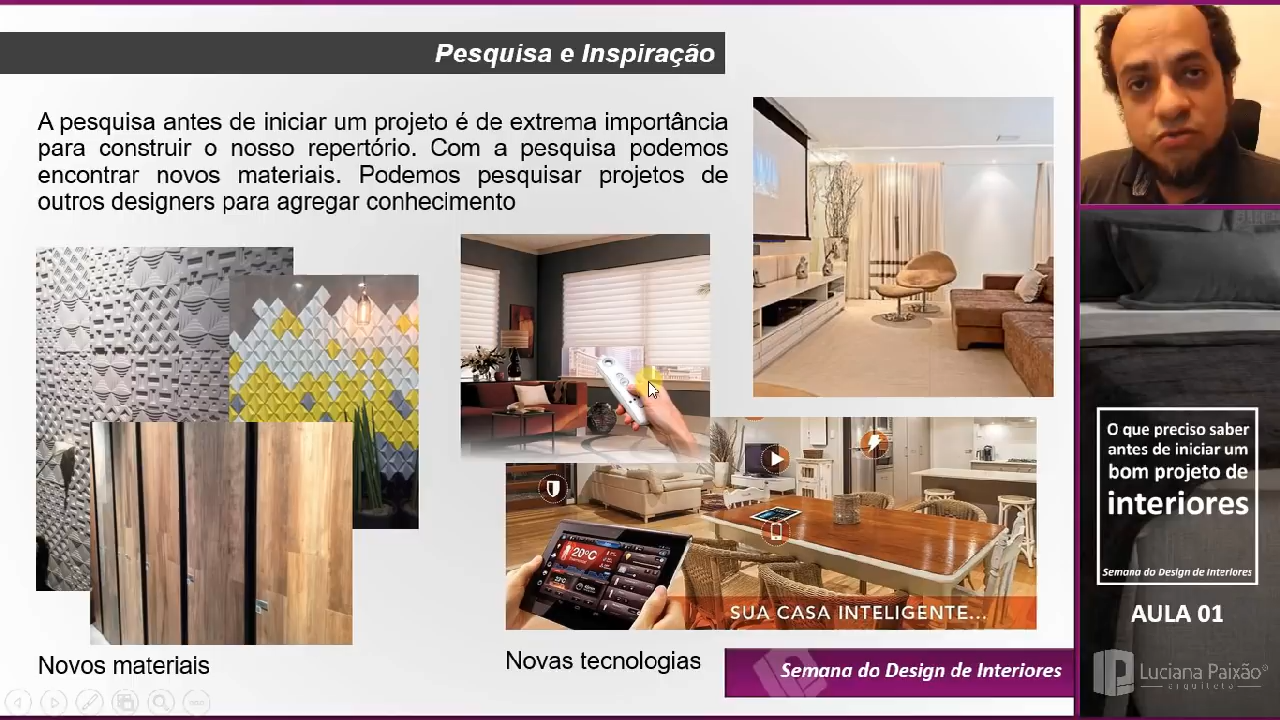 Pesquisa e Inspiração
A pesquisa antes de iniciar um projeto é de extrema importância
para construir o nosso repertório. Com a pesquisa podemos
encontrar novos materiais. Podemos pesquisar projetos de
outros designers para agregar conhecimento
20°C
SUA CASA INTELIGENTE...
Novos materiais
Novas tecnologias
Semana do Design de Interiores
O que preciso saber
antes de iniciar um
bom projeto de
interiores
Semana do Design de Interiores
AULA 01
Luciana Paixão
arquiteta